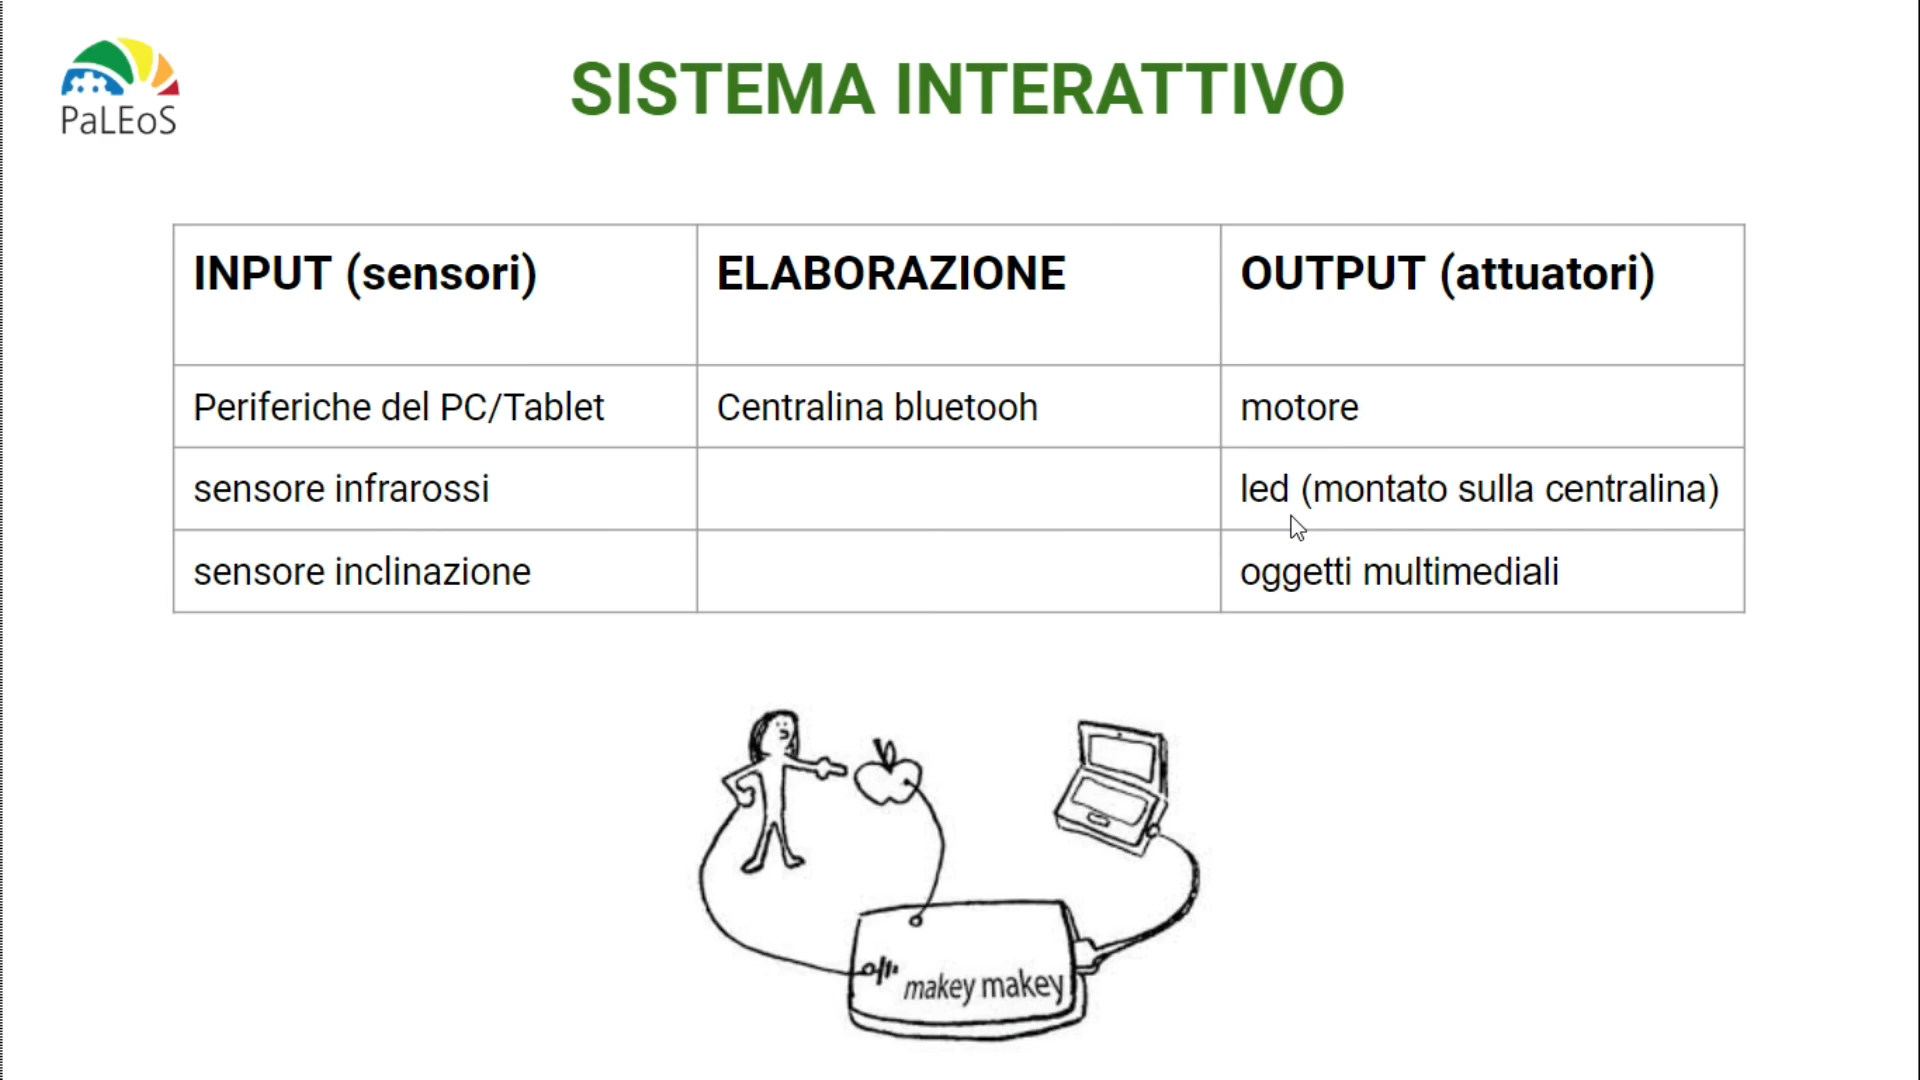 PaLEoS
SISTEMA INTERATTIVO
INPUT (sensori) ELABORAZIONE OUTPUT (attuatori)
Periferiche del PC/Tablet Centralina bluetooh motore
sensore infrarossi led (montato sulla centralina)
sensore inclinazione oggetti multimediali
makey makey